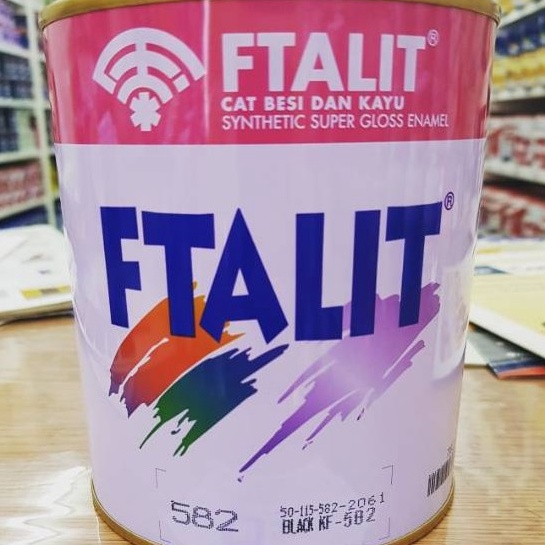 FTALIT®
CAT BESI DAN KAYU
SYNTHETIC SUPER GLOSS ENAMEL
FTALIT®
582
50-115-582-2061
BLACK KF-582